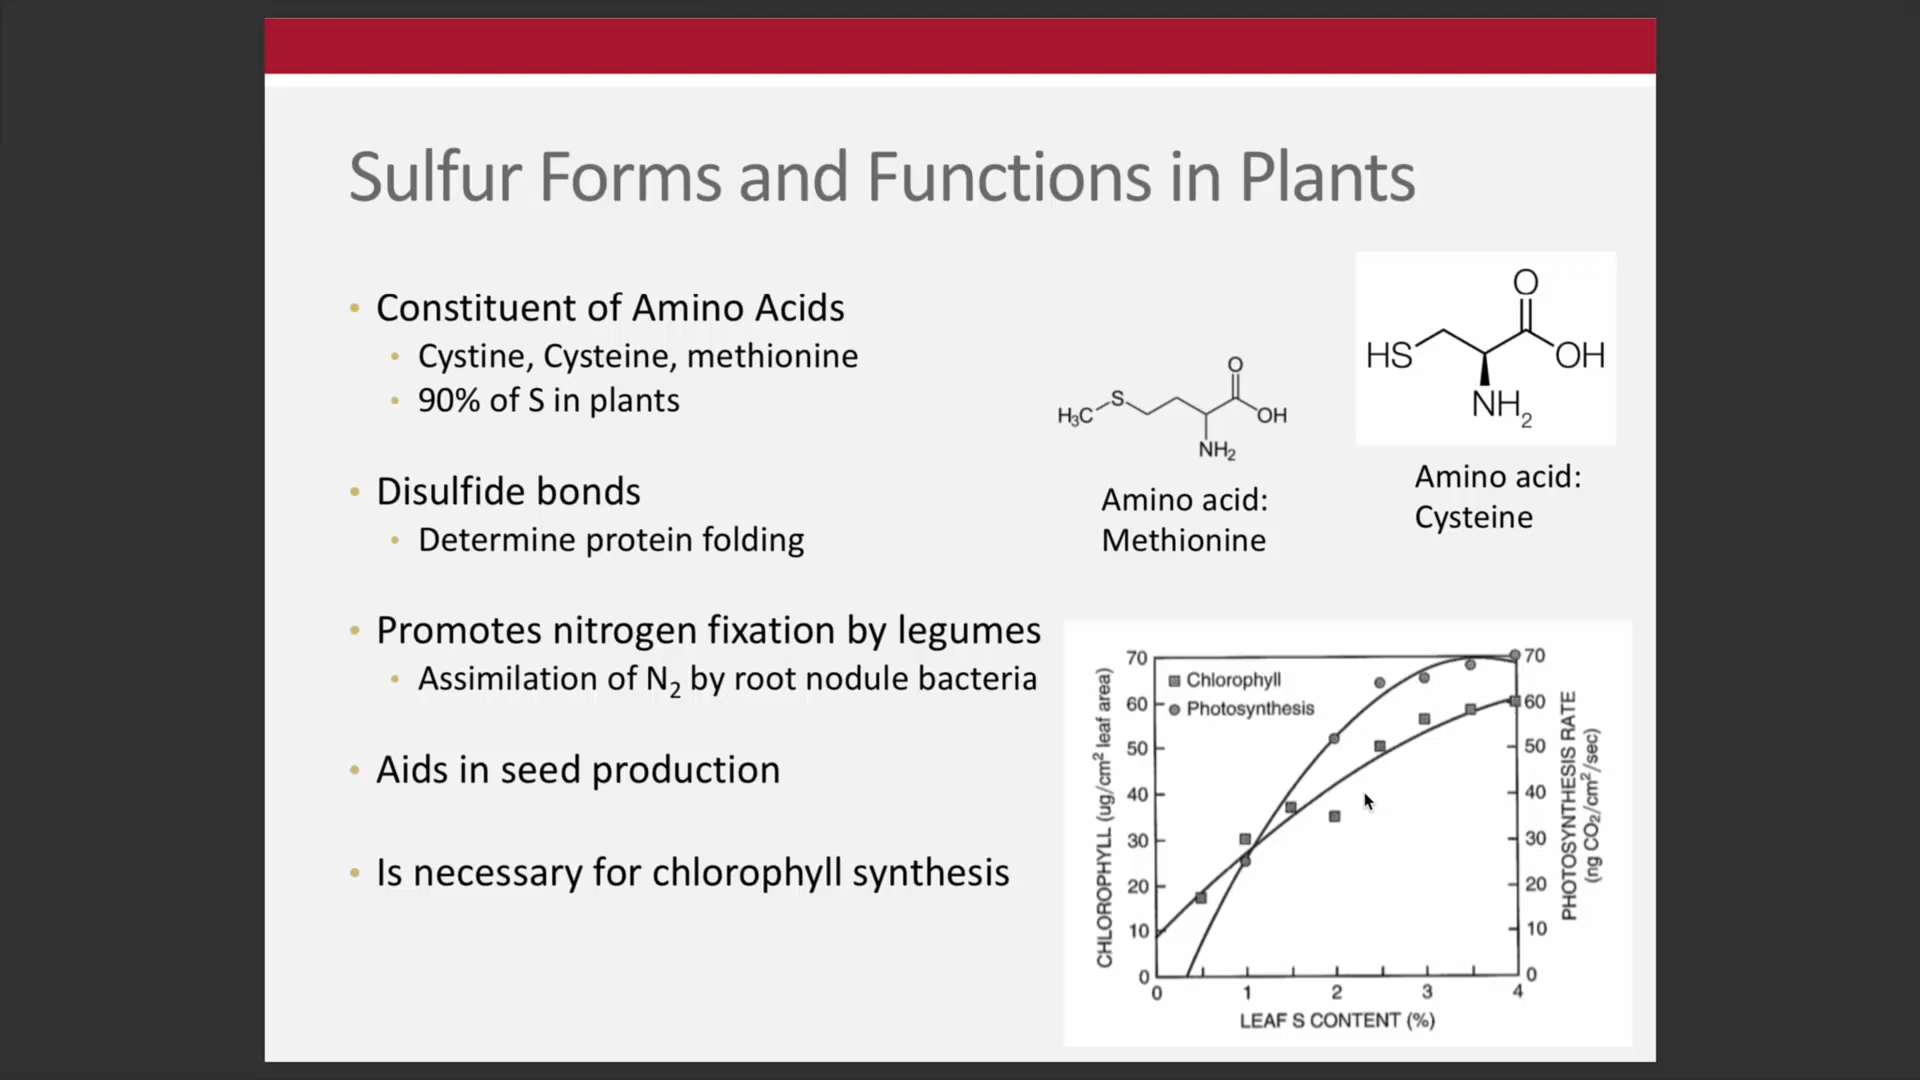 Sulfur Forms and Functions in Plants
• Constituent of Amino Acids
• Cystine, Cysteine, methionine
• 90% of S in plants
• Disulfide bonds
• Determine protein folding
• Promotes nitrogen fixation by legumes
• Assimilation of N₂ by root nodule bacteria
• Aids in seed production
• Is necessary for chlorophyll synthesis
H₃C
S
O
OH
NH₂
Amino acid:
Methionine
HS
O
OH
NH₂
Amino acid:
Cysteine
Chlorophyll
Photosynthesis
CHLOROPHYLL (ug/cm² leaf area)
70
60
50
40
30
20
10
0
70
60
50
40
30
20
10
0
PHOTOSYNTHESIS RATE
(ng CO₂/cm²/sec)
0 1 2 3 4
LEAF S CONTENT (%)